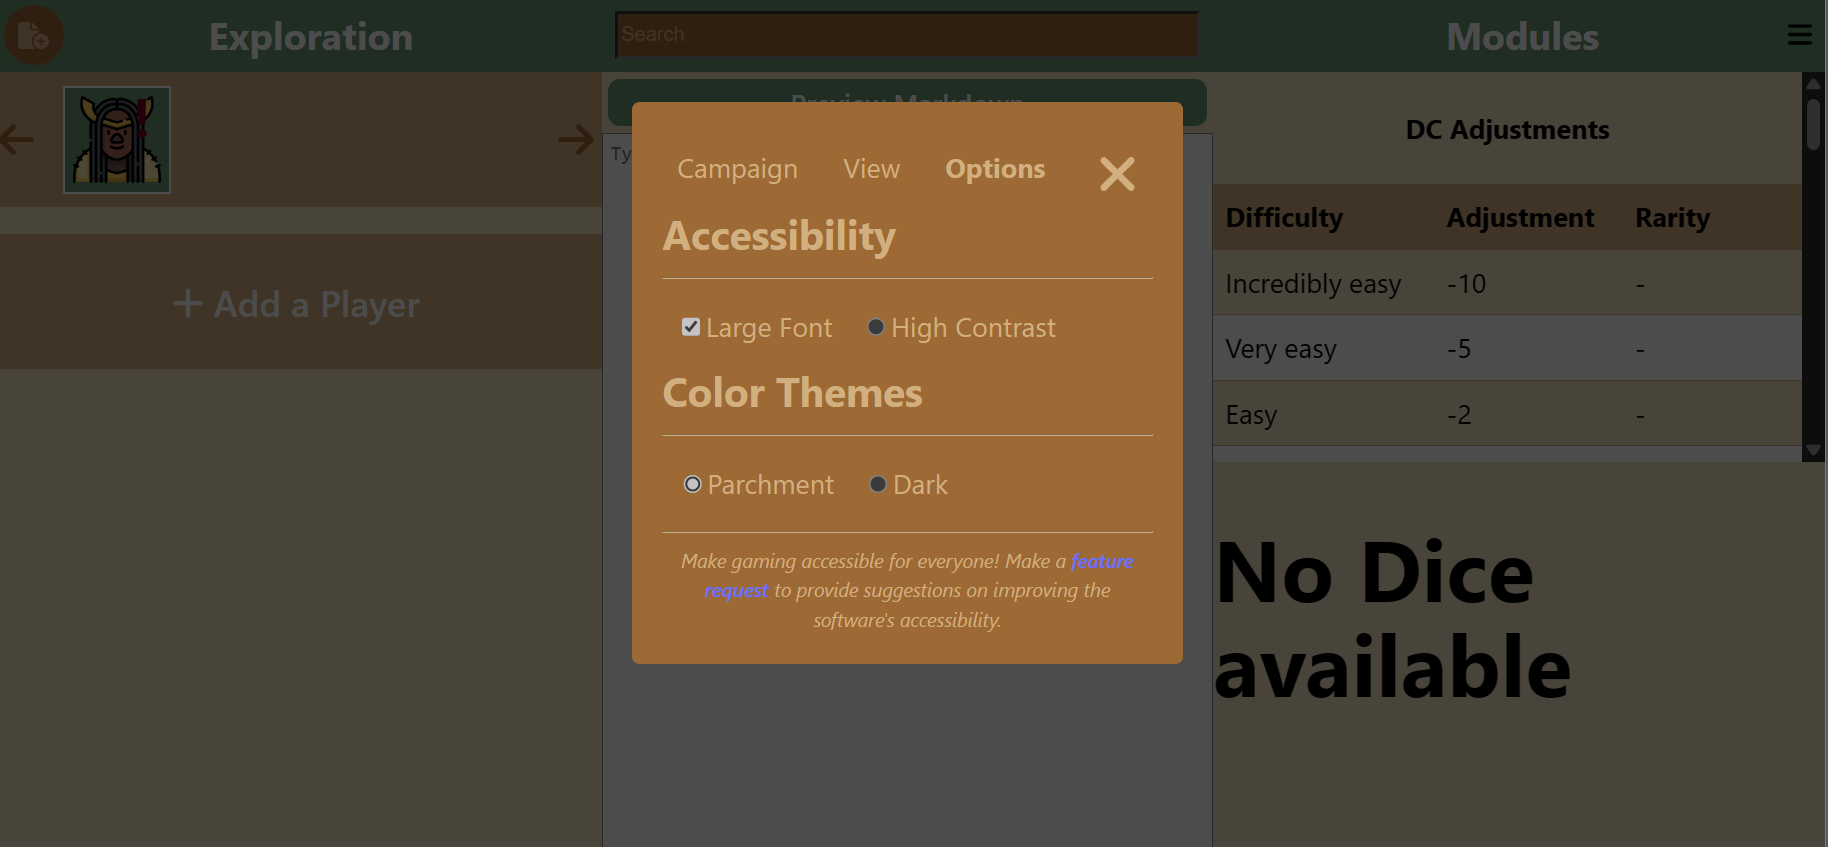 Exploration
Search
Modules
Preview Markdown
Ty
Add a Player
Campaign View Options
Accessibility
Large Font High Contrast
Color Themes
Parchment Dark
Make gaming accessible for everyone! Make a feature
request to provide suggestions on improving the
software's accessibility.
DC Adjustments
Difficulty Adjustment Rarity
Incredibly easy -10 -
Very easy -5 -
Easy -2 -
No Dice
available